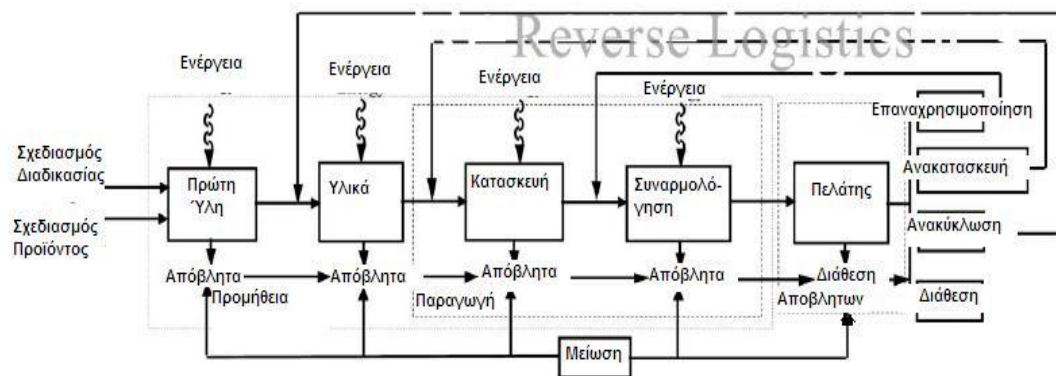 Reverse Logistics
Ενέργεια
Ενέργεια
Ενέργεια
Ενέργεια
Επαναχρησιμοποίηση
Σχεδιασμός
Διαδικασίας
Πρώτη
Ύλη
Υλικά
Κατασκευή
Συναρμολό-
γηση
Πελάτης
Ανακατασκευή
Σχεδιασμός
Προϊόντος
Ανακύκλωση
Απόβλητα
Απόβλητα
Απόβλητα
Απόβλητα
Διάθεση
Αποβλητων
Διάθεση
Προμήθεια
Παραγωγή
Μείωση